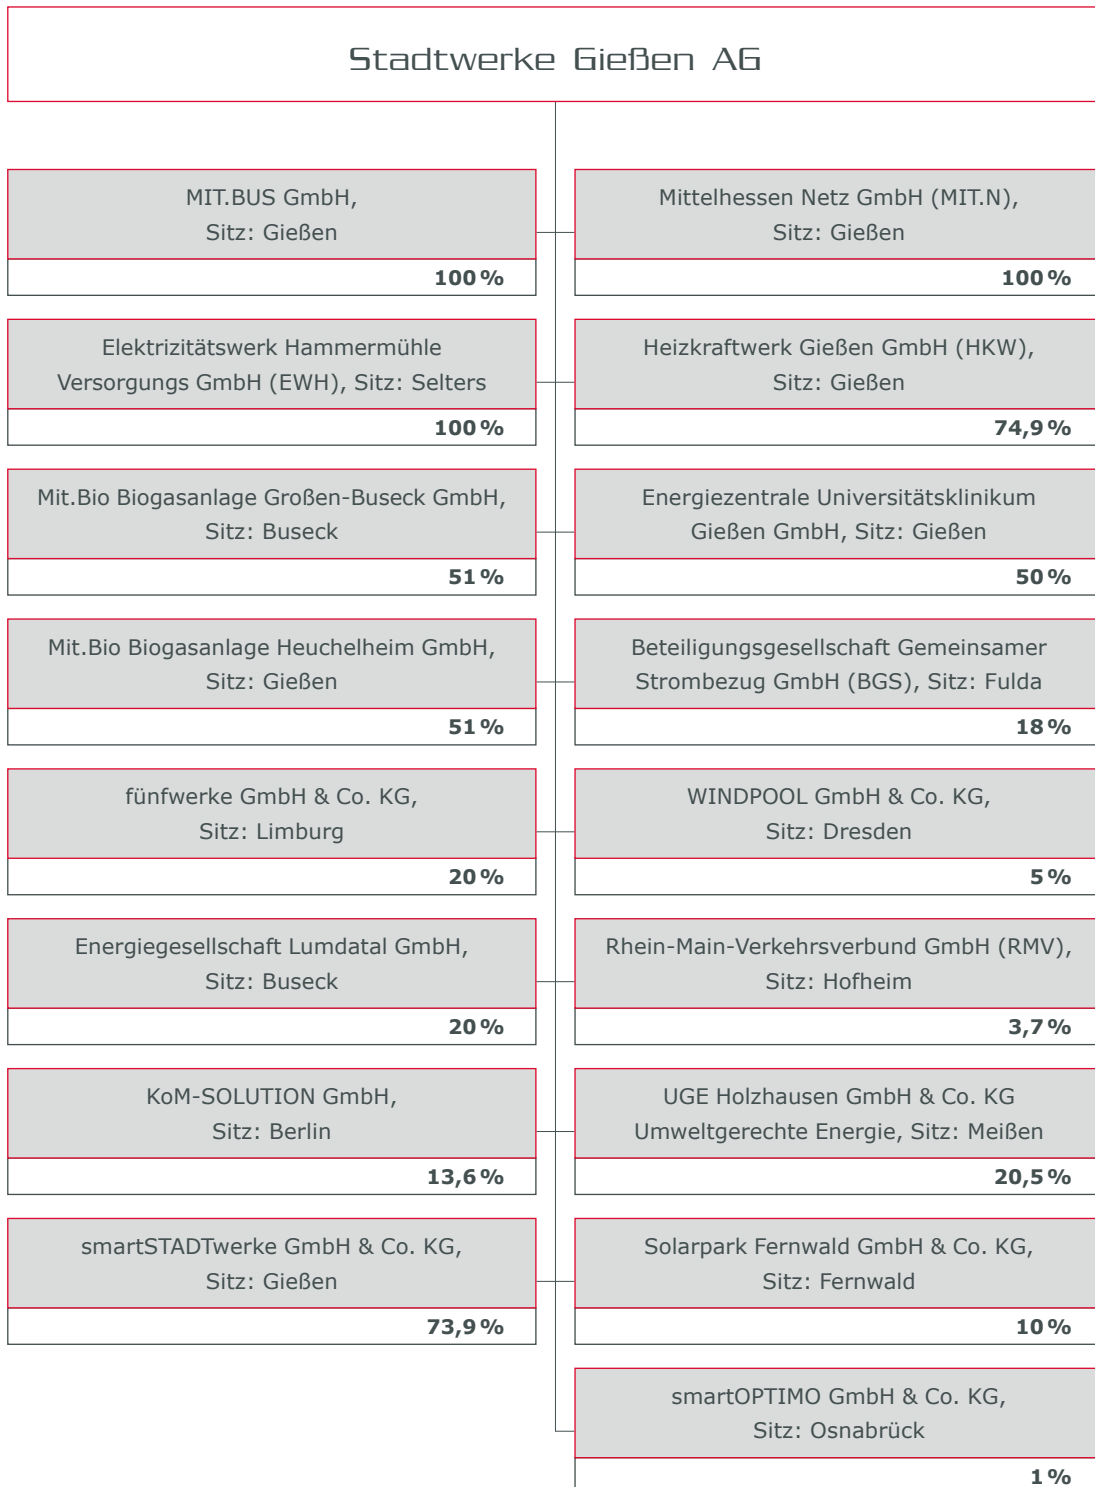 Stadtwerke Gießen AG
MIT.BUS GmbH,
Sitz: Gießen
100 %
Mittelhessen Netz GmbH (MIT.N),
Sitz: Gießen
100 %
Elektrizitätswerk Hammermühle
Versorgungs GmbH (EWH), Sitz: Selters
100 %
Heizkraftwerk Gießen GmbH (HKW),
Sitz: Gießen
74,9 %
Mit.Bio Biogasanlage Großen-Buseck GmbH,
Sitz: Buseck
51 %
Energiezentrale Universitätsklinikum
Gießen GmbH, Sitz: Gießen
50 %
Mit.Bio Biogasanlage Heuchelheim GmbH,
Sitz: Gießen
51 %
Beteiligungsgesellschaft Gemeinsamer
Strombezug GmbH (BGS), Sitz: Fulda
18 %
fünfwerke GmbH & Co. KG,
Sitz: Limburg
20 %
WINDPOOL GmbH & Co. KG,
Sitz: Dresden
5 %
Energiegesellschaft Lumdatal GmbH,
Sitz: Buseck
20 %
Rhein-Main-Verkehrsverbund GmbH (RMV),
Sitz: Hofheim
3,7 %
KoM-SOLUTION GmbH,
Sitz: Berlin
13,6 %
UGE Holzhausen GmbH & Co. KG
Umweltgerechte Energie, Sitz: Meißen
20,5 %
smartSTADTwerke GmbH & Co. KG,
Sitz: Gießen
73,9 %
Solarpark Fernwald GmbH & Co. KG,
Sitz: Fernwald
10 %
smartOPTIMO GmbH & Co. KG,
Sitz: Osnabrück
1 %